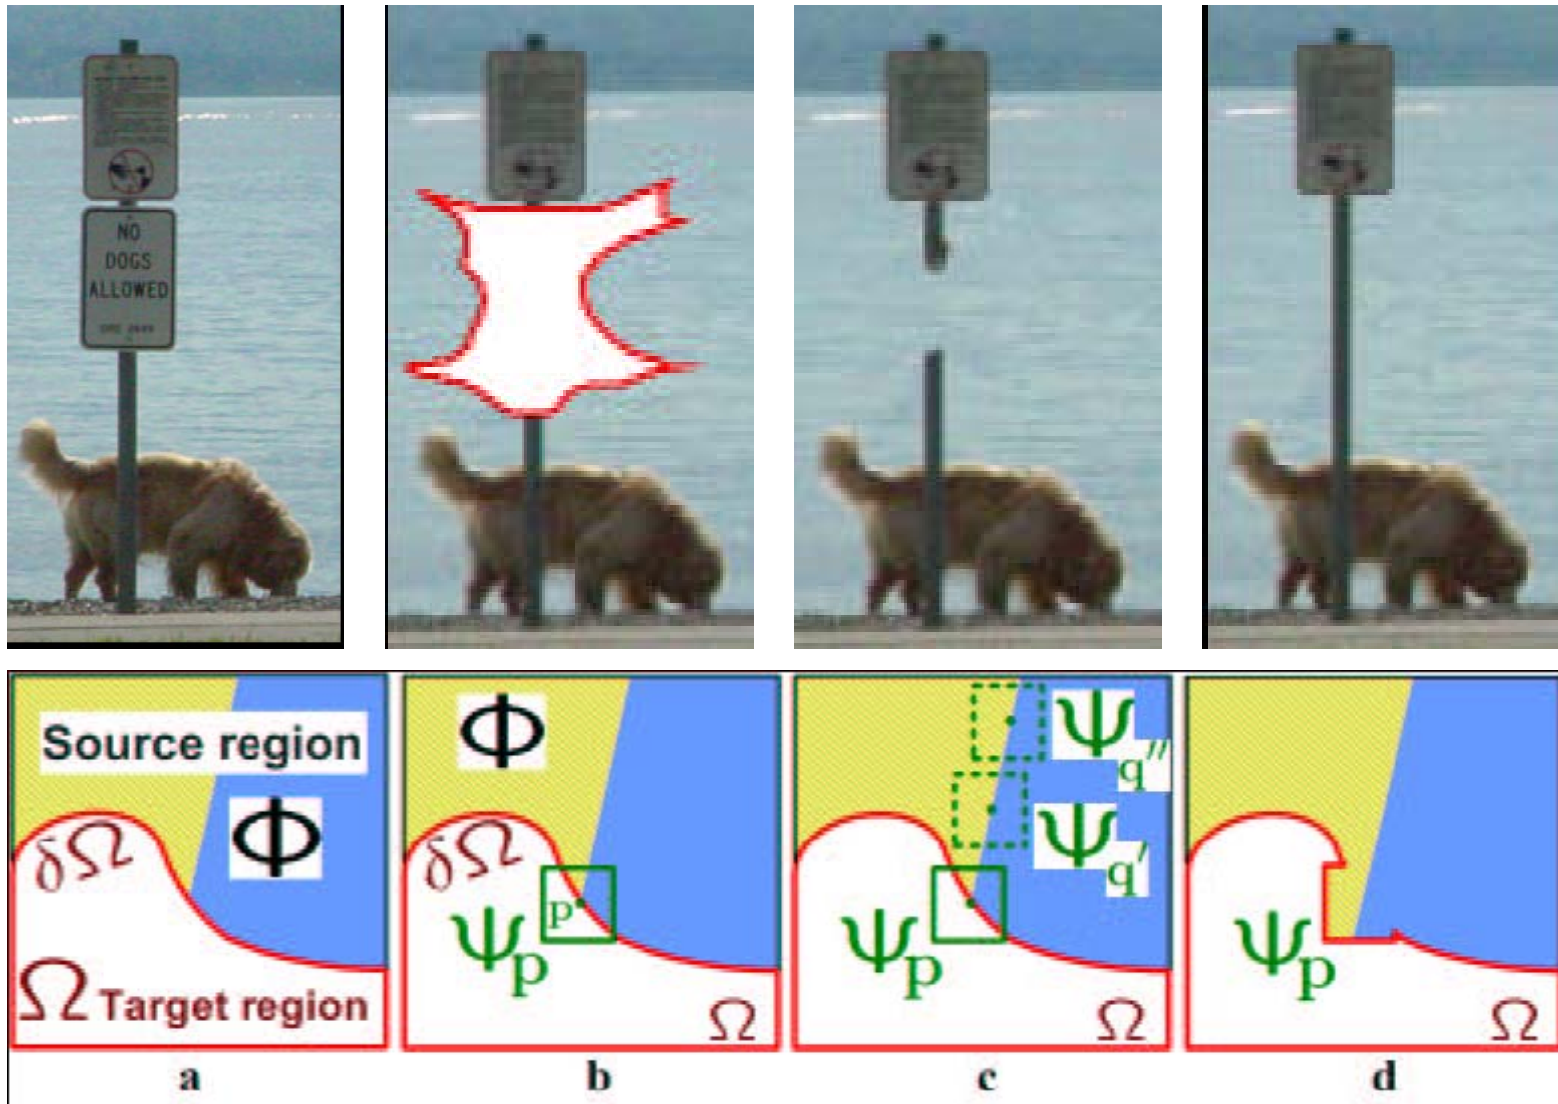 NO
DOGS
ALLOWED
Source region
Φ
δΩ
Ω Target region
Φ
δΩ
p
Ψp
Ω
Ψq''
Ψq'
Ψp
Ω
Ψp
Ω
a b c d